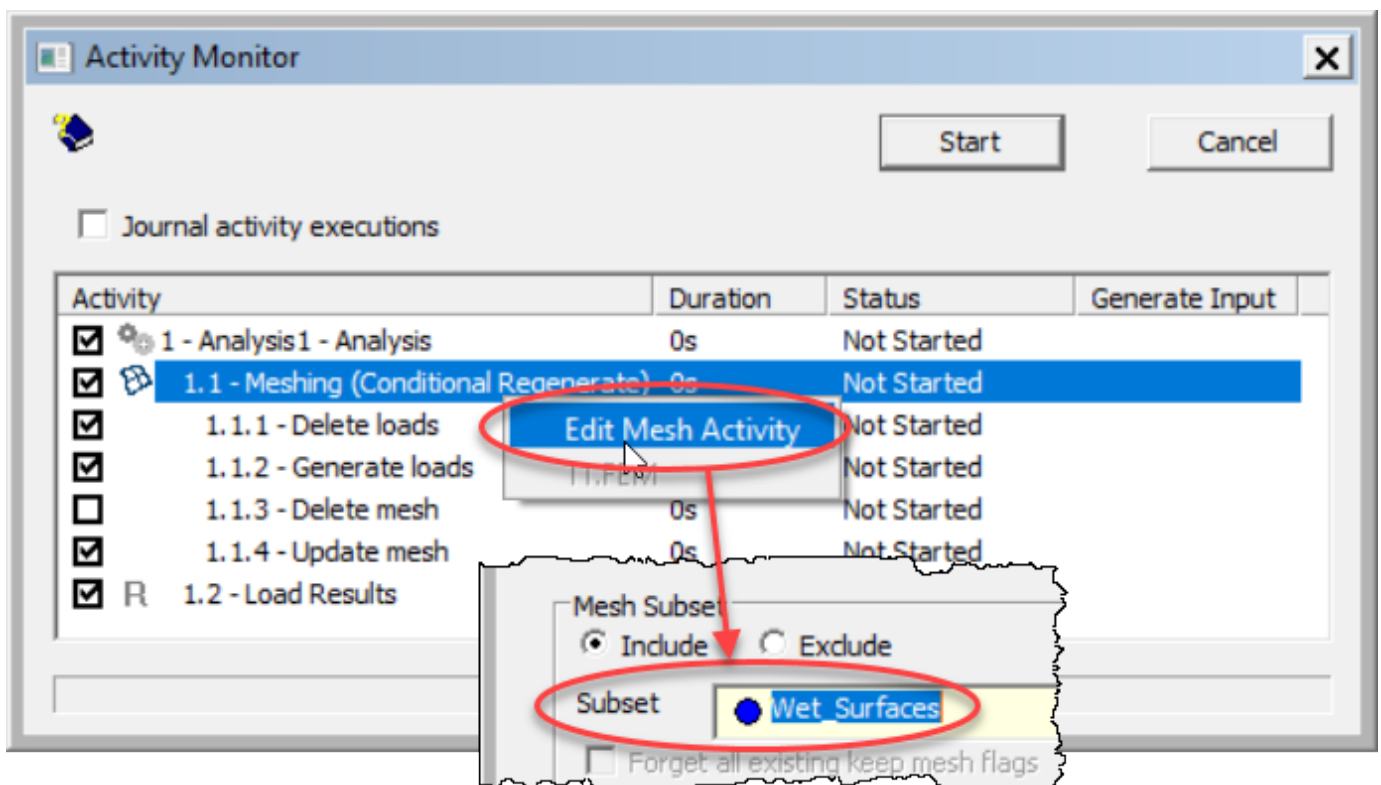 Activity Monitor
Start Cancel
Journal activity executions
Activity Duration Status Generate Input
1 - Analysis1 - Analysis 0s Not Started
1.1 - Meshing (Conditional Regenerate) 0s Not Started
1.1.1 - Delete loads Edit Mesh Activity Not Started
1.1.2 - Generate loads 11.FEM Not Started
1.1.3 - Delete mesh 0s Not Started
1.1.4 - Update mesh 0s Not Started
R 1.2 - Load Results
Mesh Subset
Include Exclude
Subset Wet_Surfaces
Forget all existing keep mesh flags